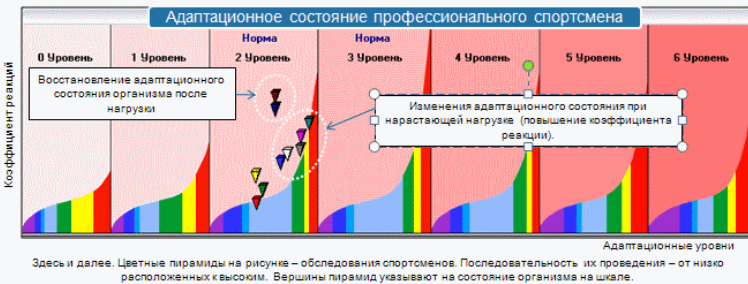 Адаптационное состояние профессионального спортсмена
Норма
Норма
0 Уровень
1 Уровень
2 Уровень
3 Уровень
4 Уровень
5 Уровень
6 Уровень
Восстановление адаптационного
состояния организма после
нагрузки
Изменения адаптационного состояния при
нарастающей нагрузке (повышение коэффициента
реакции).
Коэффициент реакций
Адаптационные уровни
Здесь и далее. Цветные пирамиды на рисунке – обследования спортсменов. Последовательность их проведения – от низко
расположенных к высоким. Вершины пирамид указывают на состояние организма на шкале.